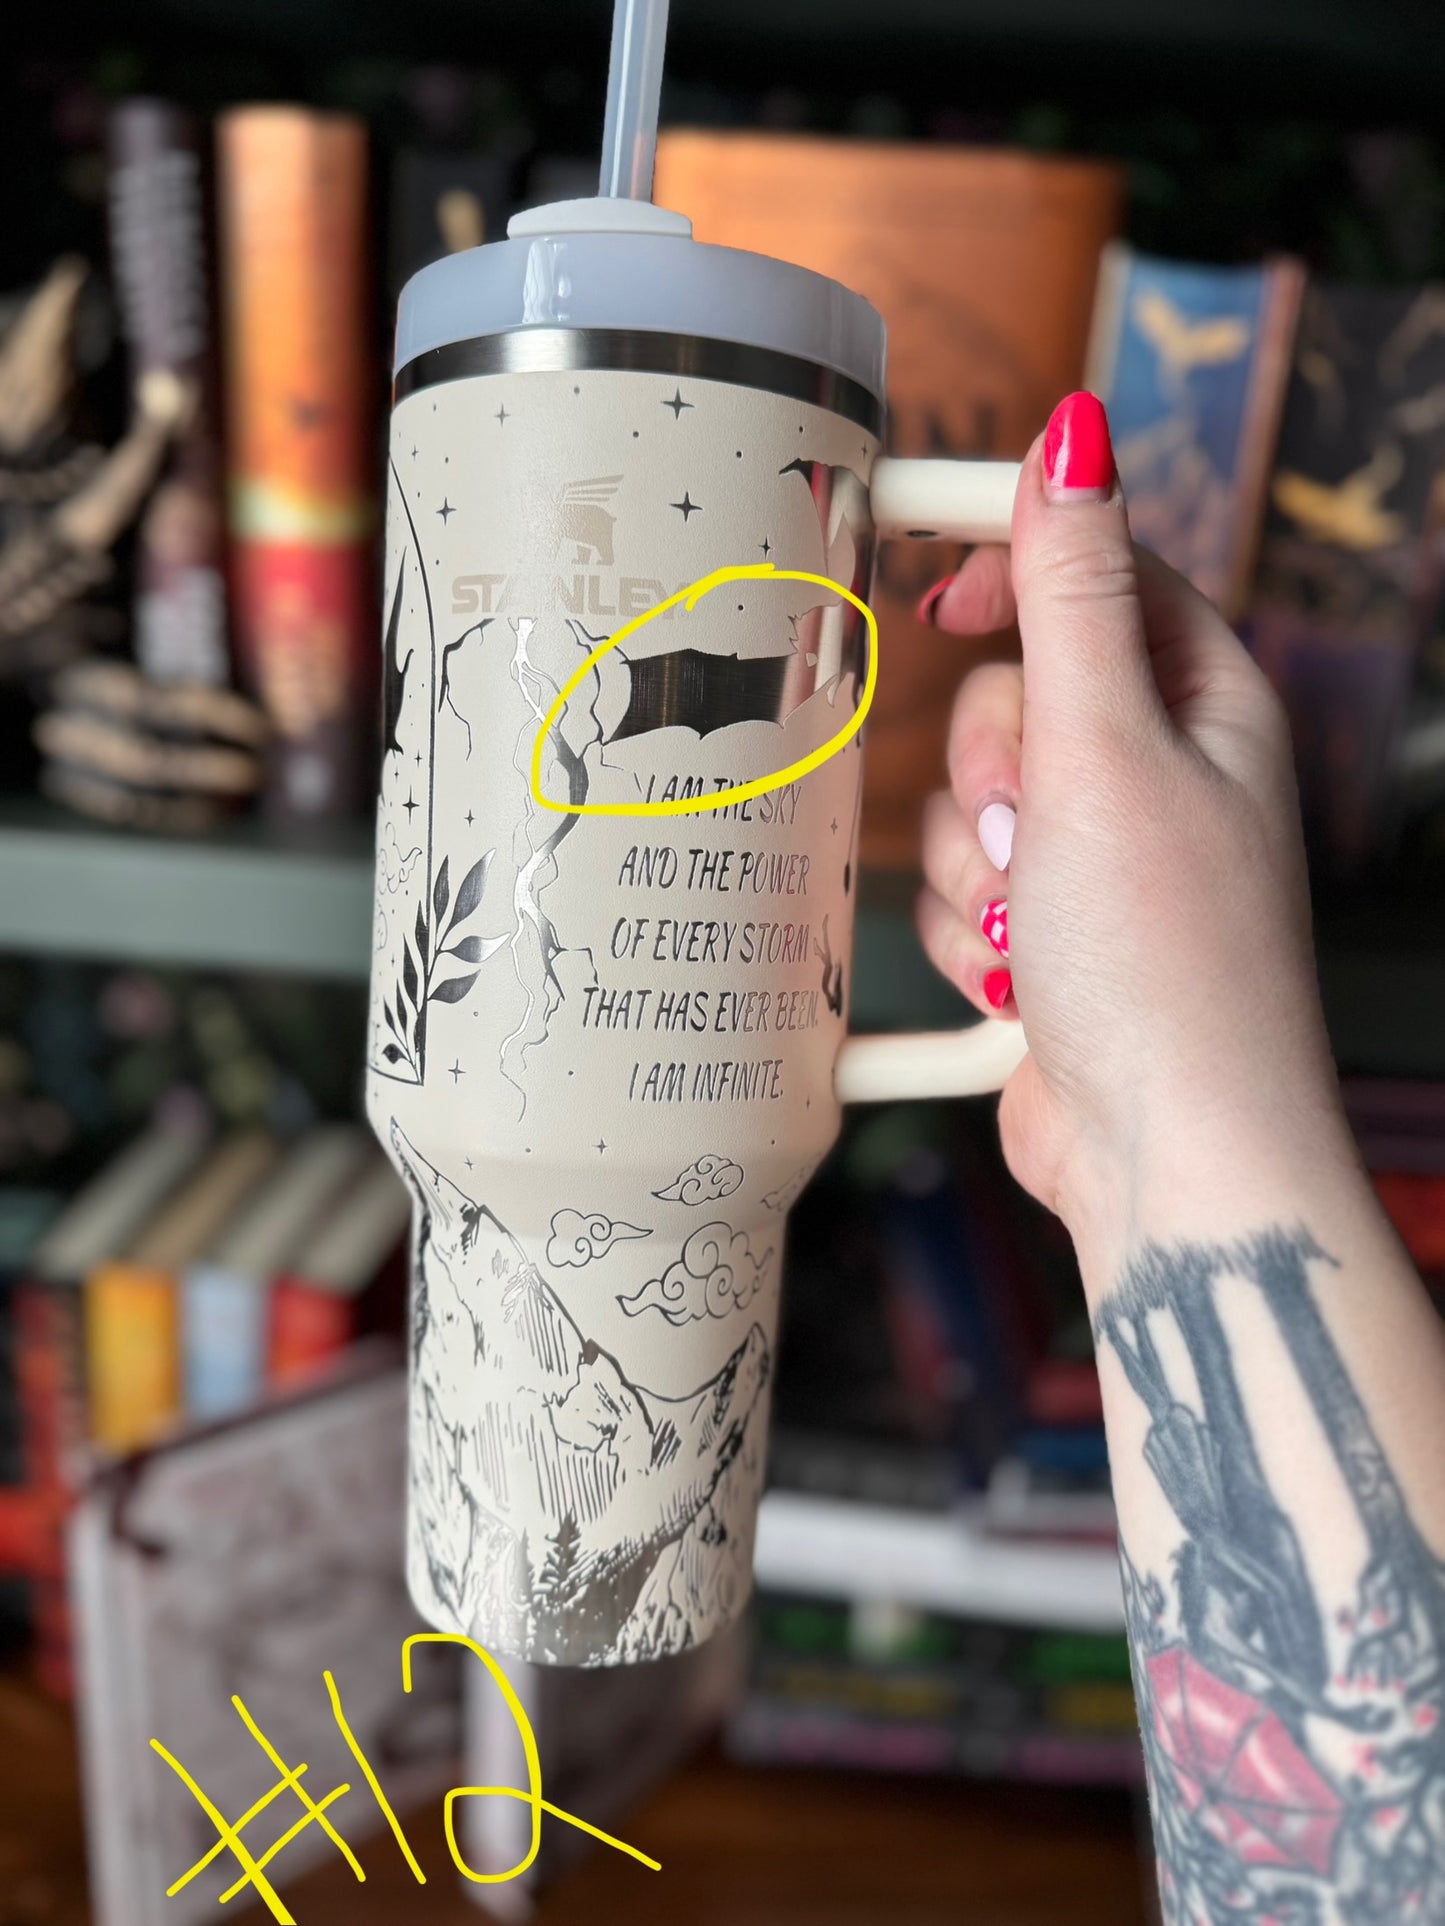 STANLEY
I AM THE SKY
AND THE POWER
OF EVERY STORM
THAT HAS EVER BEEN.
I AM INFINITE.
#12